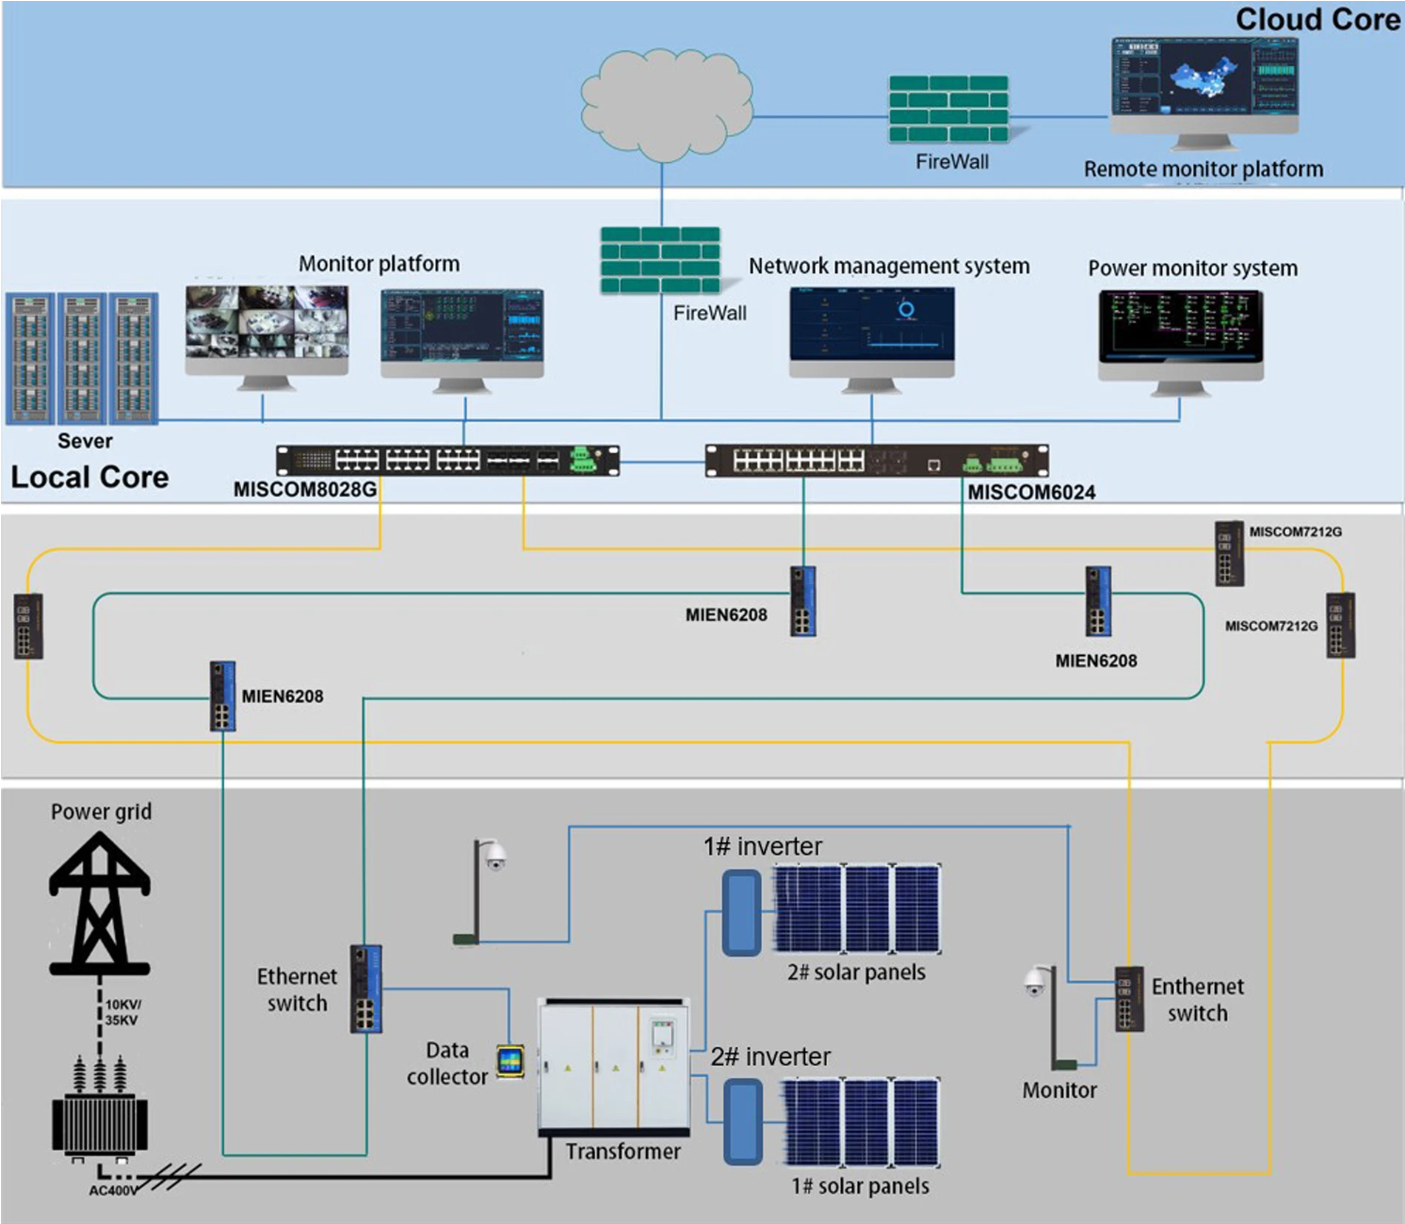 Cloud Core
FireWall
Remote monitor platform
Monitor platform
FireWall
Network management system
Power monitor system
Sever
Local Core
MISCOM8028G
MISCOM6024
MISCOM7212G
MIEN6208
MISCOM7212G
MIEN6208
MIEN6208
Power grid
1# inverter
2# solar panels
Ethernet
switch
10KV/
35KV
Enthernet
switch
Data
collector
2# inverter
Monitor
Transformer
1# solar panels
AC400V